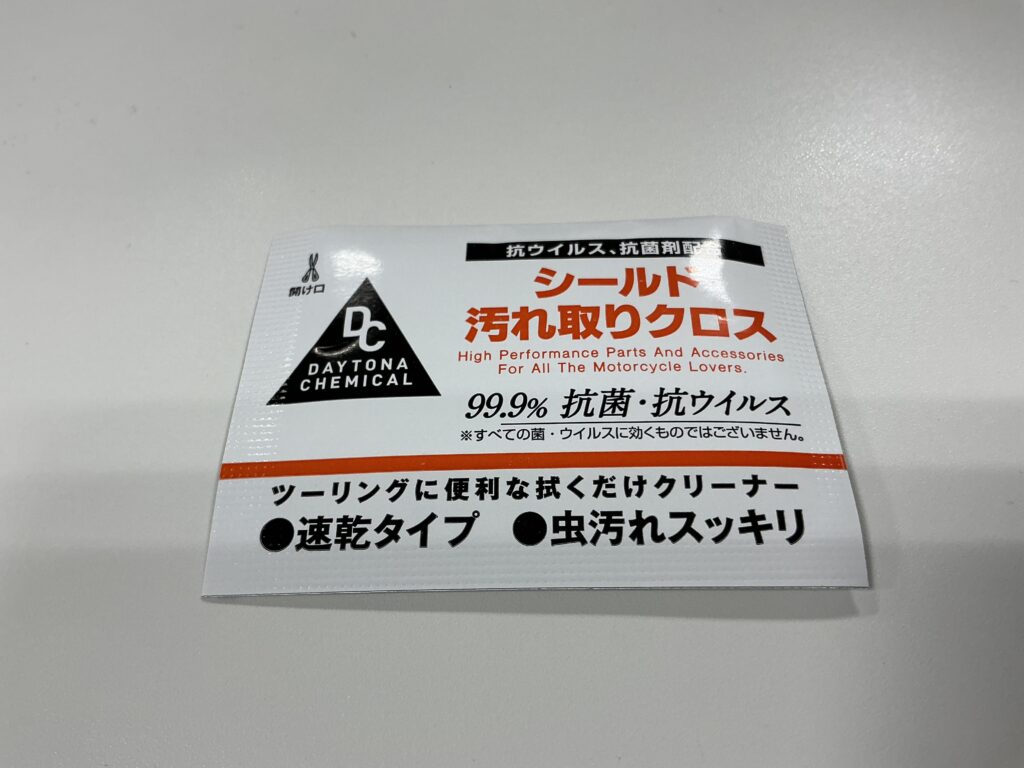 開け口
DC
DAYTONA
CHEMICAL
抗ウイルス、抗菌剤配合
シールド
汚れ取りクロス
High Performance Parts And Accessories
For All The Motorcycle Lovers.
99.9% 抗菌・抗ウイルス
※すべての菌・ウイルスに効くものではございません。
ツーリングに便利な拭くだけクリーナー
●速乾タイプ ●虫汚れスッキリ